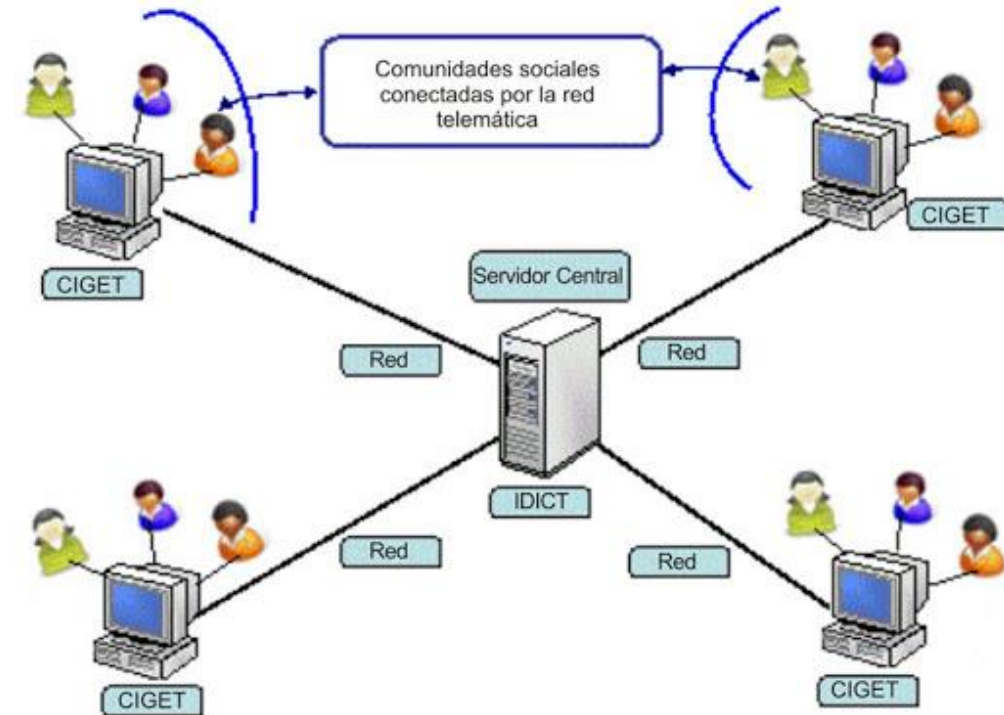 Comunidades sociales
conectadas por la red
telemática
CIGET
CIGET
Servidor Central
Red
Red
IDICT
Red
Red
CIGET
CIGET